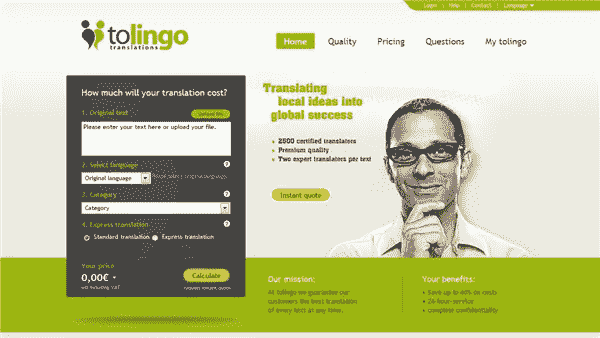 Login
Help
Contact
Language
tolingo
translations
Home
Quality
Pricing
Questions
My tolingo
How much will your translation cost?
1. Original text
Upload file
Please enter your text here or upload your file.
2. Select language
Original language
Please select original language.
3. Category
Category
4. Express translation
Standard translation
Express translation
Your price
0,00€
Calculate
Translating
local ideas into
global success
2500 certified translators
Premium quality
Two expert translators per text
Instant quote
Our mission:
At tolingo we guarantee our
customers the best translation
of every text at any time.
Your benefits:
Save up to 40% on costs
24-hour-service
complete confidentiality